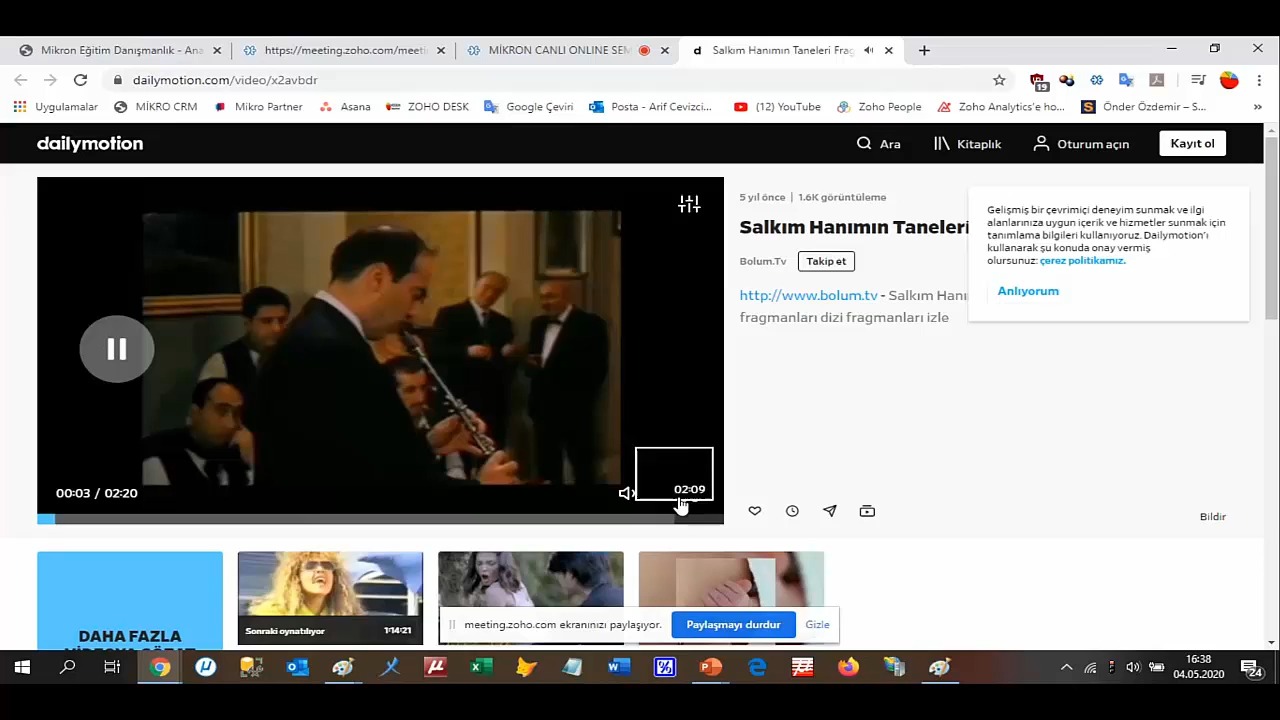 Mikron Eğitim Danışmanlık - Ana
https://meeting.zoho.com/meeti
MİKRON CANLI ONLINE SEM
d Salkım Hanımın Taneleri Frag
dailymotion.com/video/x2avbdr
19
Uygulamalar
MİKRO CRM
Mikro Partner
Asana
ZOHO DESK
Google Çeviri
Posta - Arif Cevizci...
(12) YouTube
Zoho People
Zoho Analytics'e ho...
Önder Özdemir – S...
»
dailymotion
Ara
Kitaplık
Oturum açın
Kayıt ol
5 yıl önce | 1.6K görüntüleme
Salkım Hanımın Taneleri
Bolum.Tv
Takip et
http://www.bolum.tv - Salkım Hanı
fragmanları dizi fragmanları izle
Gelişmiş bir çevrimiçi deneyim sunmak ve ilgi
alanlarınıza uygun içerik ve hizmetler sunmak için
tanımlama bilgileri kullanıyoruz. Dailymotion'ı
kullanarak şu konuda onay vermiş
olursunuz: çerez politikamız.
Anlıyorum
02:09
00:03 / 02:20
Bildir
DAHA FAZLA
Sonraki oynatılıyor
1:14:21
meeting.zoho.com ekranınızı paylaşıyor.
Paylaşmayı durdur
Gizle
16:38
04.05.2020
24